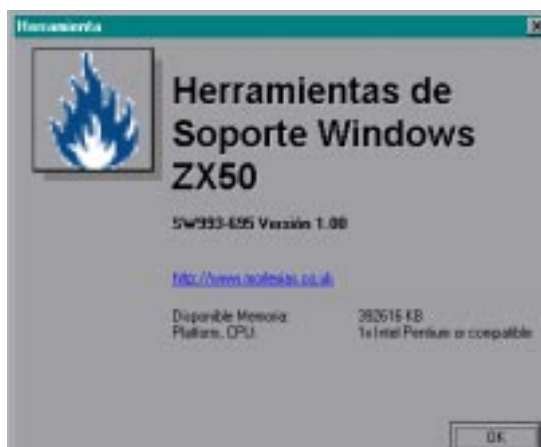 Herramienta
Herramientas de
Soporte Windows
ZX50
SW993-695 Versión 1.00
Disponible Memoria: 392616 KB
Platform, CPU: 1x Intel Pentium or compatible
OK